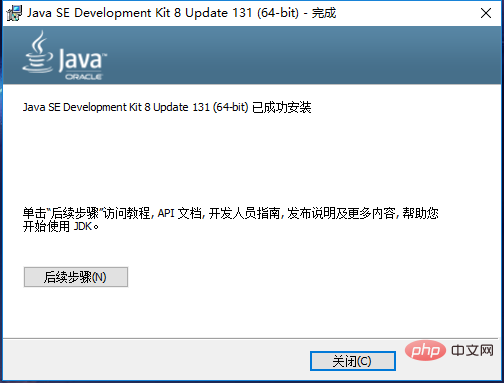 Java SE Development Kit 8 Update 131 (64-bit) - 完成
Java™
ORACLE
Java SE Development Kit 8 Update 131 (64-bit) 已成功安装
单击“后续步骤”访问教程, API 文档, 开发人员指南, 发布说明及更多内容, 帮助您
开始使用 JDK。
后续步骤(N)
关闭(C)
php 中文网